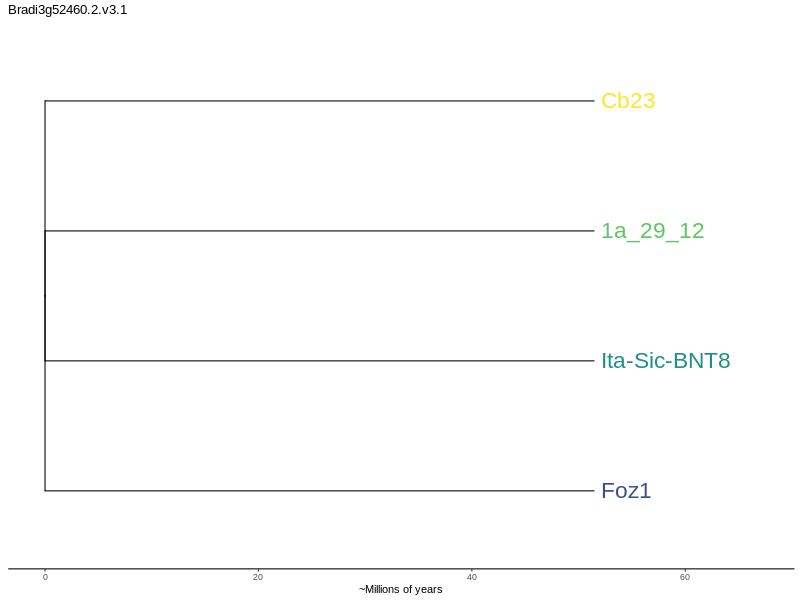 Bradi3g52460.2.v3.1
Cb23
1a_29_12
Ita-Sic-BNT8
Foz1
0 20 40 60
~Millions of years